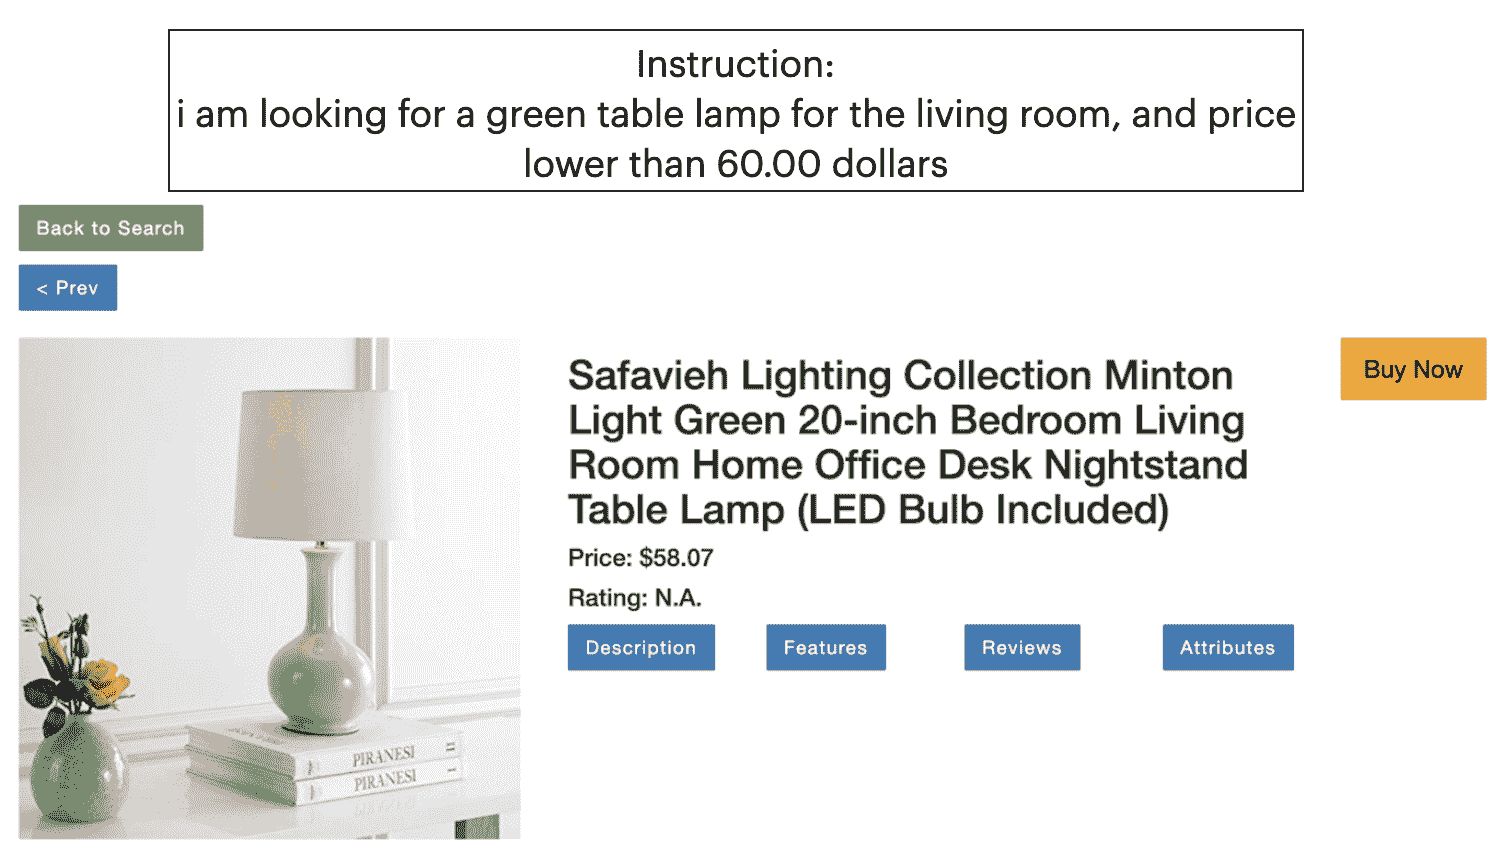 Instruction:
i am looking for a green table lamp for the living room, and price
lower than 60.00 dollars
Back to Search
< Prev
Safavieh Lighting Collection Minton
Light Green 20-inch Bedroom Living
Room Home Office Desk Nightstand
Table Lamp (LED Bulb Included)
Buy Now
Price: $58.07
Rating: N.A.
Description
Features
Reviews
Attributes
PIRANESI
II
PIRANESI
I